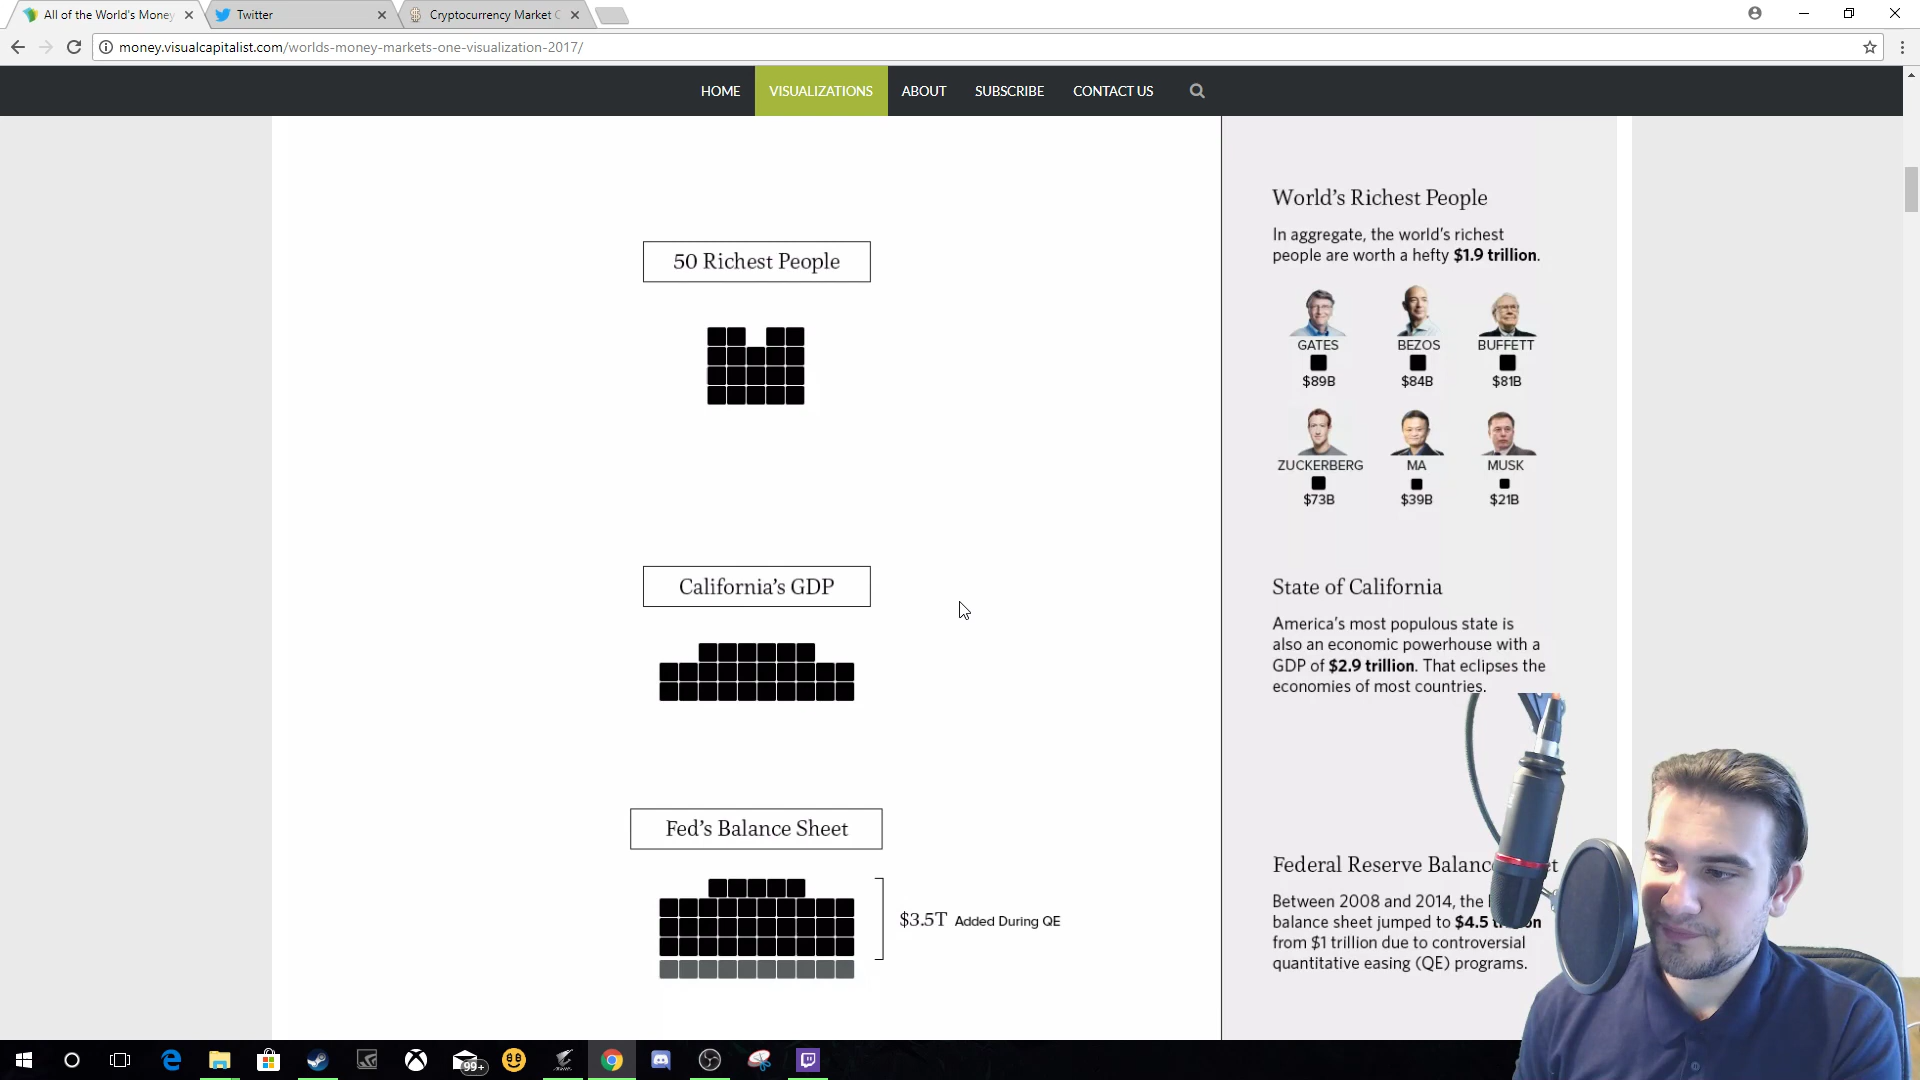 All of the World's Money
Twitter
Cryptocurrency Market C
money.visualcapitalist.com/worlds-money-markets-one-visualization-2017/
HOME
VISUALIZATIONS
ABOUT
SUBSCRIBE
CONTACT US
50 Richest People
California's GDP
Fed's Balance Sheet
$3.5T Added During QE
World's Richest People
In aggregate, the world's richest
people are worth a hefty $1.9 trillion.
GATES
BEZOS
BUFFETT
$89B
$84B
$81B
ZUCKERBERG
MA
MUSK
$73B
$39B
$21B
State of California
America's most populous state is
also an economic powerhouse with a
GDP of $2.9 trillion. That eclipses the
economies of most countries.
Federal Reserve Balanc et
Between 2008 and 2014, the
balance sheet jumped to $4.5 t on
from $1 trillion due to controversial
quantitative easing (QE) programs.
99+